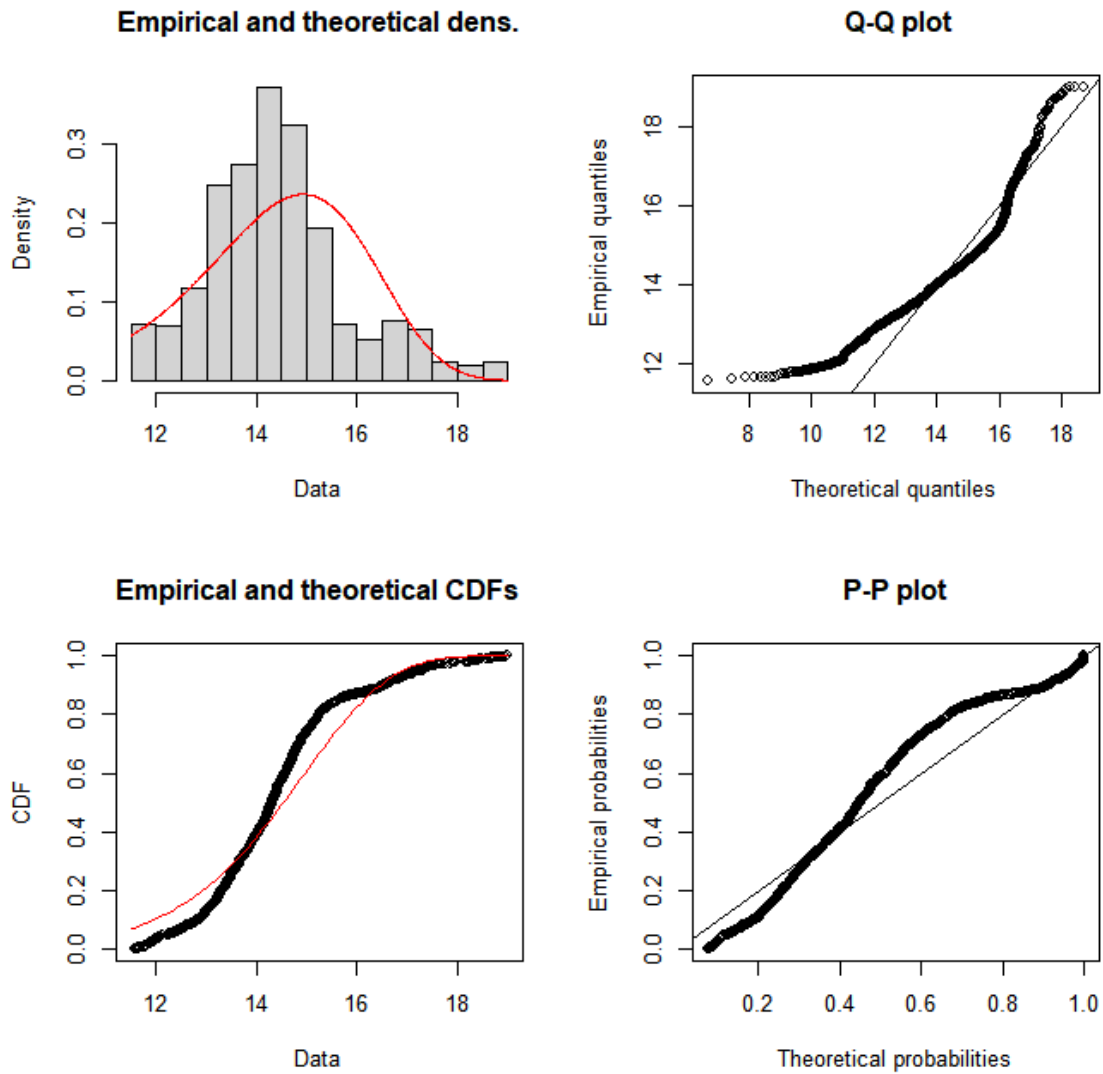 Empirical and theoretical dens.
Density
0.0 0.1 0.2 0.3
12 14 16 18
Data
Q-Q plot
Empirical quantiles
12 14 16 18
8 10 12 14 16 18
Theoretical quantiles
Empirical and theoretical CDFs
CDF
0.0 0.2 0.4 0.6 0.8 1.0
12 14 16 18
Data
P-P plot
Empirical probabilities
0.0 0.2 0.4 0.6 0.8 1.0
0.2 0.4 0.6 0.8 1.0
Theoretical probabilities